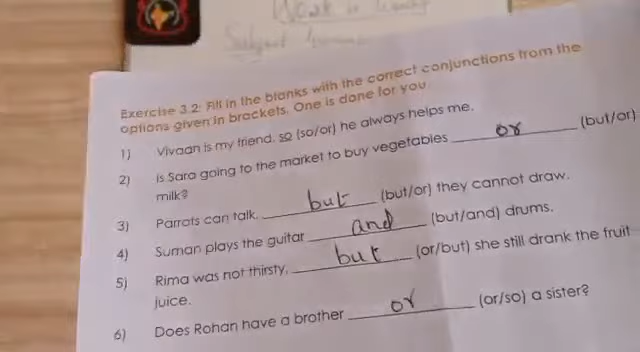 Work
Subject
Exercise 3.2: Fill in the blanks with the correct conjunctions from the
options given in brackets. One is done for you
1) Vivaan is my friend, so (so/or) he always helps me.
2) Is Sara going to the market to buy vegetables or (but/or)
milk?
3) Parrots can talk, but (but/or) they cannot draw.
4) Suman plays the guitar and (but/and) drums.
5) Rima was not thirsty, but (or/but) she still drank the fruit
juice.
6) Does Rohan have a brother or (or/so) a sister?